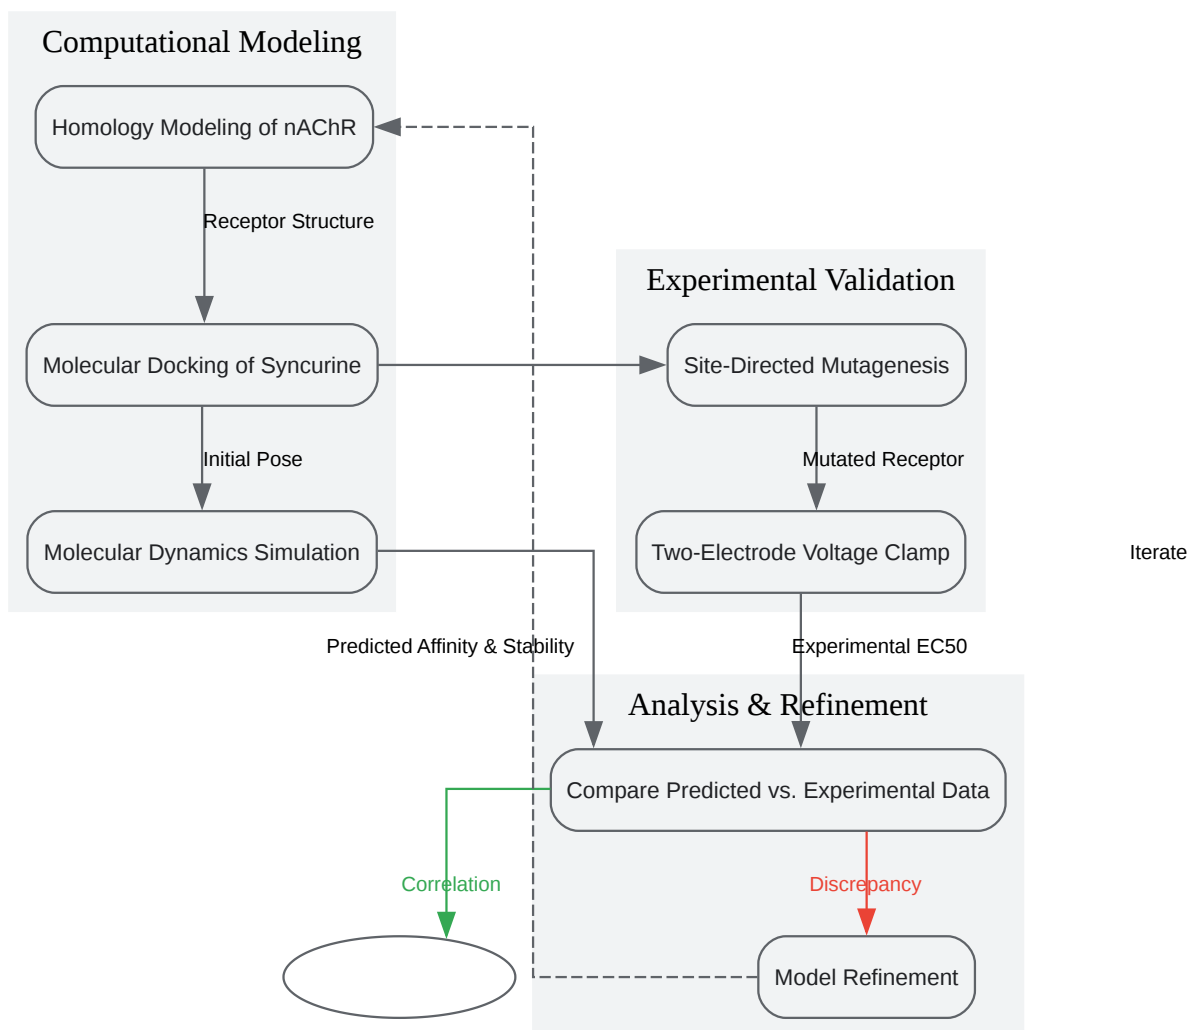 Computational Modeling
Homology Modeling of nAChR
Receptor Structure
Experimental Validation
Molecular Docking of Syncurine
Site-Directed Mutagenesis
Initial Pose
Mutated Receptor
Molecular Dynamics Simulation
Two-Electrode Voltage Clamp
Iterate
Predicted Affinity & Stability
Experimental EC50
Analysis & Refinement
Compare Predicted vs. Experimental Data
Correlation
Discrepancy
Model Refinement